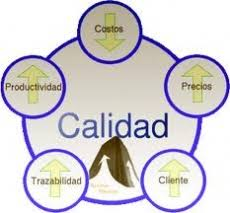 Costos
Productividad
Precios
Calidad
Trazabilidad
Cliente